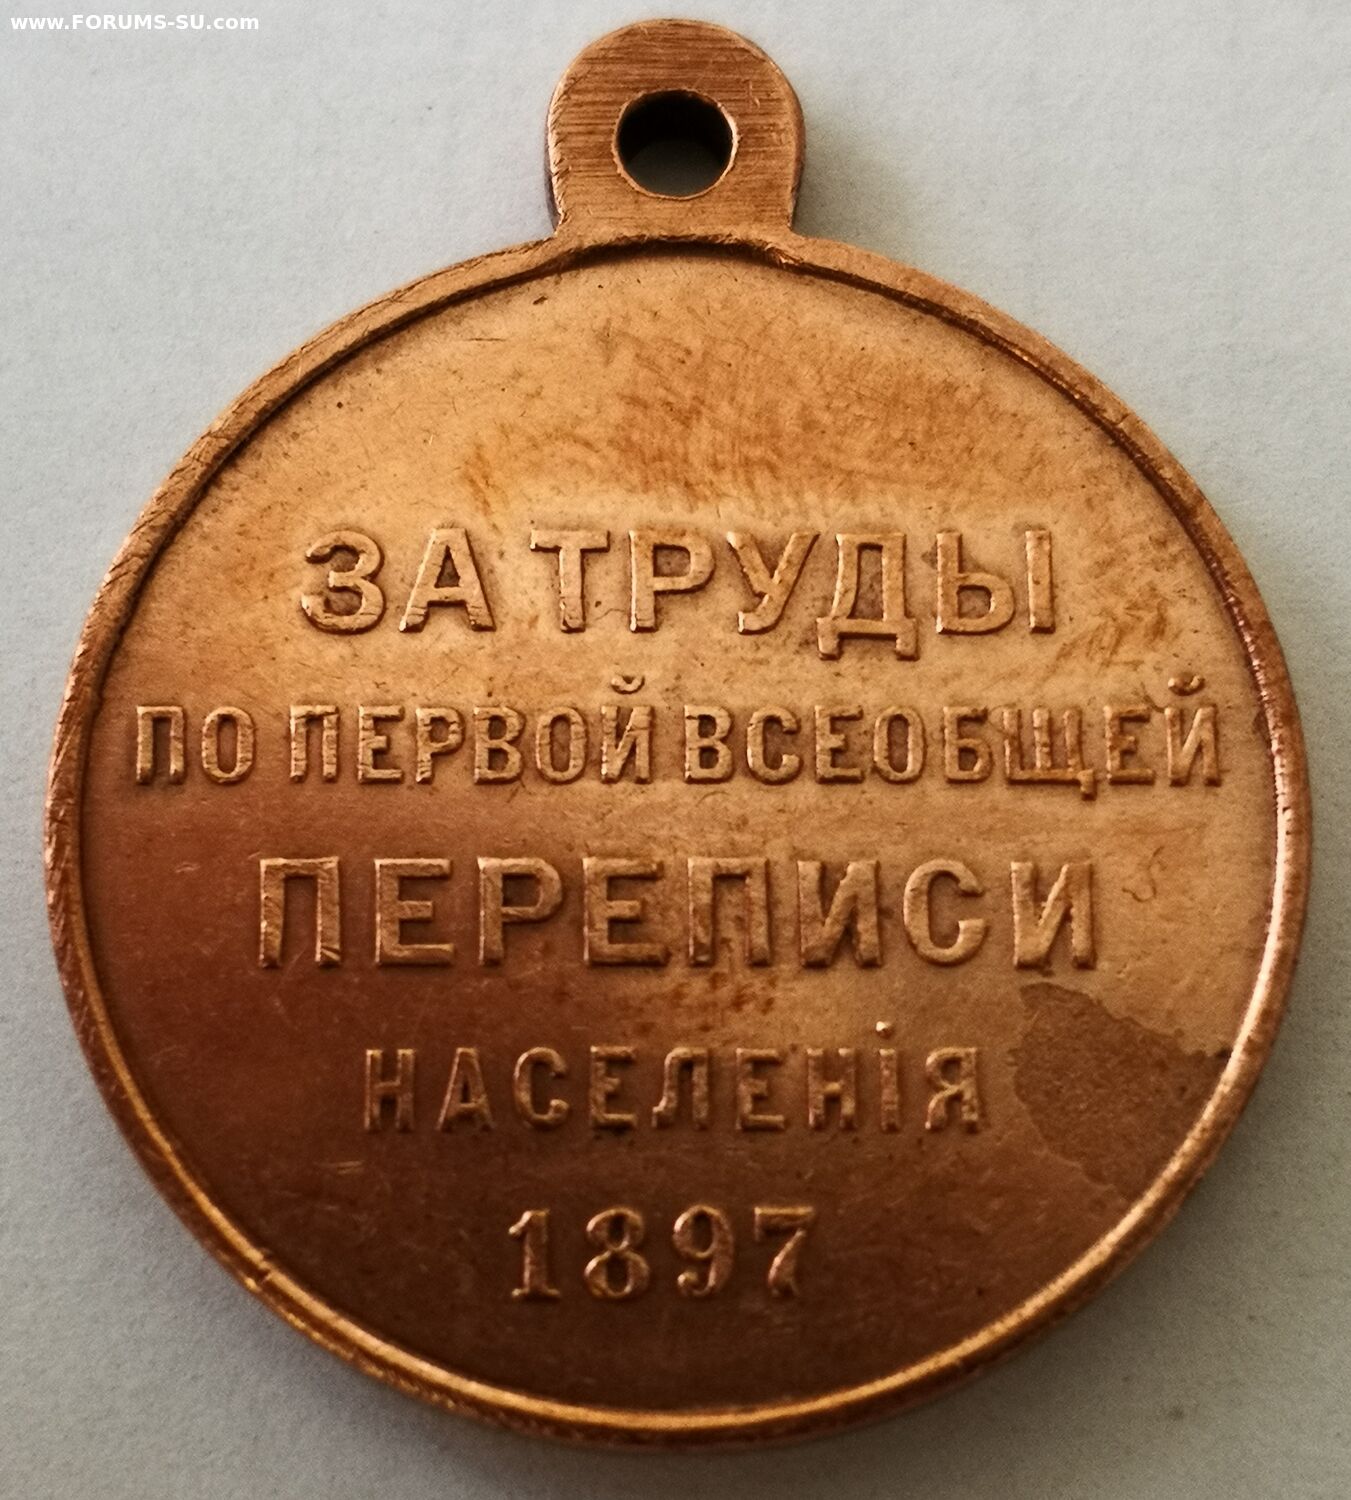 www.FORUMS-SU.com
ЗА ТРУДЫ
ПО ПЕРВОЙ ВСЕОБЩЕЙ
ПЕРЕПИСИ
НАСЕЛЕНІЯ
1897